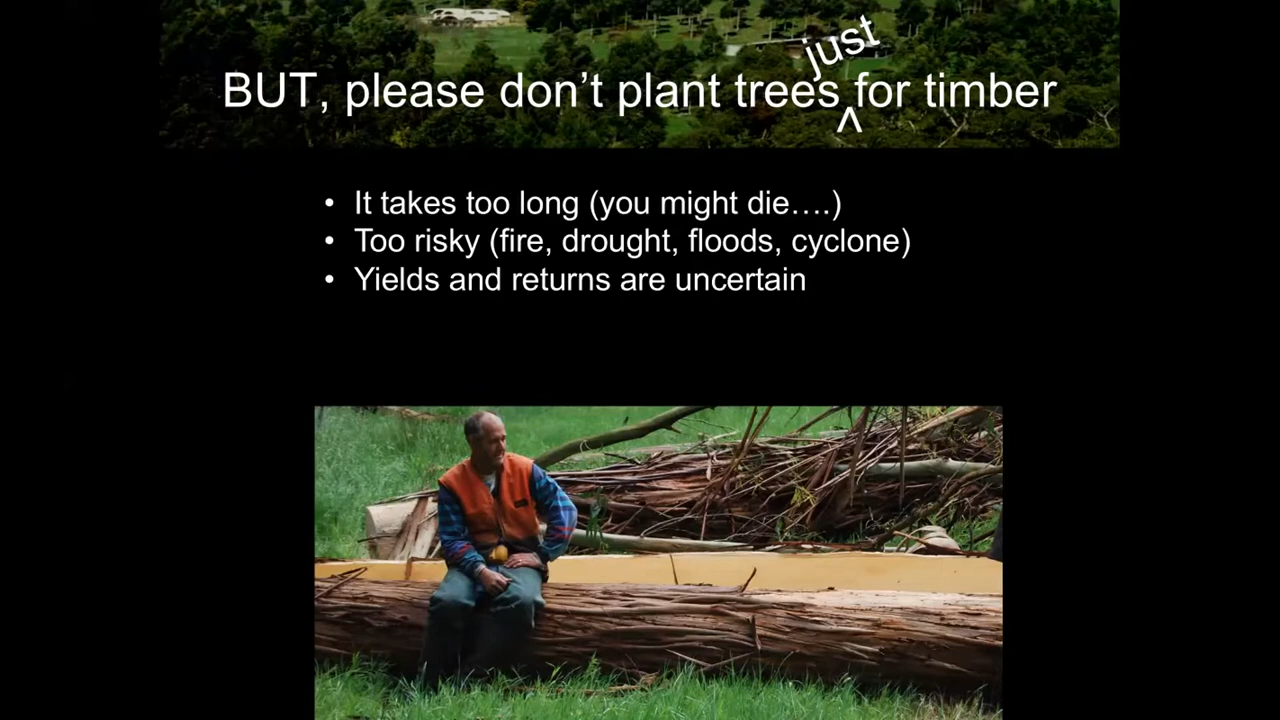 BUT, please don’t plant trees just for timber
^
• It takes too long (you might die….)
• Too risky (fire, drought, floods, cyclone)
• Yields and returns are uncertain